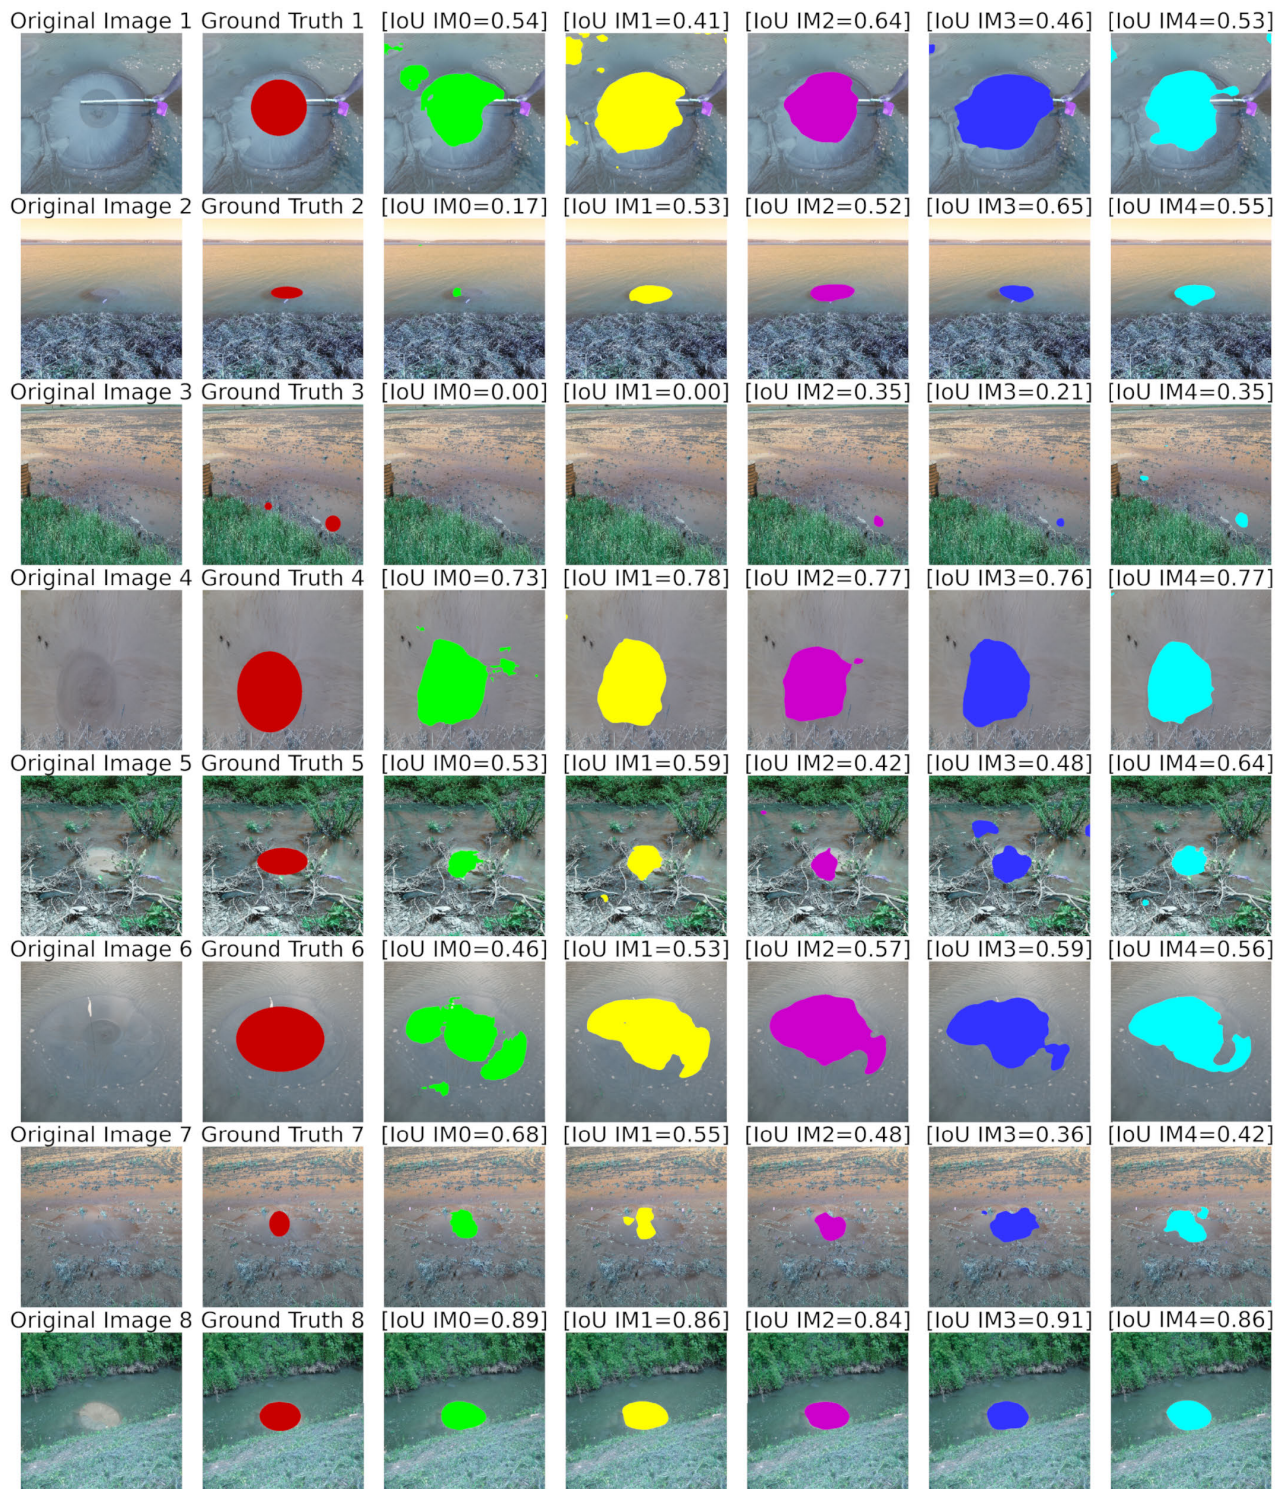 Original Image 1 Ground Truth 1 [IoU IM0=0.54] [IoU IM1=0.41] [IoU IM2=0.64] [IoU IM3=0.46] [IoU IM4=0.53]
Original Image 2 Ground Truth 2 [IoU IM0=0.17] [IoU IM1=0.53] [IoU IM2=0.52] [IoU IM3=0.65] [IoU IM4=0.55]
Original Image 3 Ground Truth 3 [IoU IM0=0.00] [IoU IM1=0.00] [IoU IM2=0.35] [IoU IM3=0.21] [IoU IM4=0.35]
Original Image 4 Ground Truth 4 [IoU IM0=0.73] [IoU IM1=0.78] [IoU IM2=0.77] [IoU IM3=0.76] [IoU IM4=0.77]
Original Image 5 Ground Truth 5 [IoU IM0=0.53] [IoU IM1=0.59] [IoU IM2=0.42] [IoU IM3=0.48] [IoU IM4=0.64]
Original Image 6 Ground Truth 6 [IoU IM0=0.46] [IoU IM1=0.53] [IoU IM2=0.57] [IoU IM3=0.59] [IoU IM4=0.56]
Original Image 7 Ground Truth 7 [IoU IM0=0.68] [IoU IM1=0.55] [IoU IM2=0.48] [IoU IM3=0.36] [IoU IM4=0.42]
Original Image 8 Ground Truth 8 [IoU IM0=0.89] [IoU IM1=0.86] [IoU IM2=0.84] [IoU IM3=0.91] [IoU IM4=0.86]